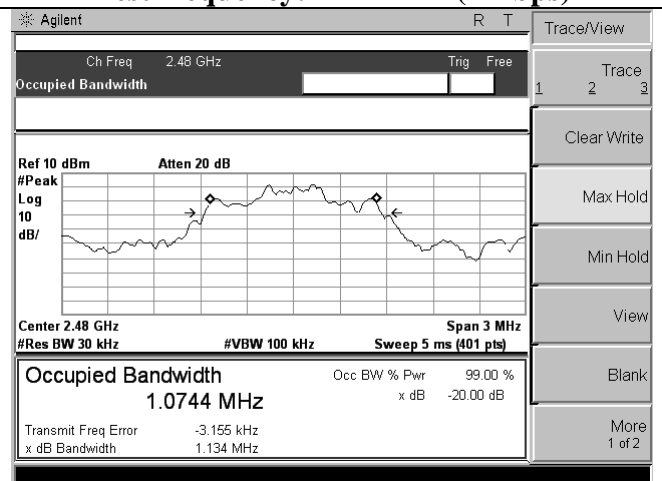 Agilent R T
Trace/View
Ch Freq 2.48 GHz Trig Free
Occupied Bandwidth
Trace
1 2 3
Clear Write
Ref 10 dBm Atten 20 dB
#Peak
Log
10
dB/
Max Hold
Min Hold
View
Center 2.48 GHz Span 3 MHz
#Res BW 30 kHz #VBW 100 kHz Sweep 5 ms (401 pts)
Occupied Bandwidth Occ BW % Pwr 99.00 %
1.0744 MHz x dB -20.00 dB
Blank
Transmit Freq Error -3.155 kHz
x dB Bandwidth 1.134 MHz
More
1 of 2